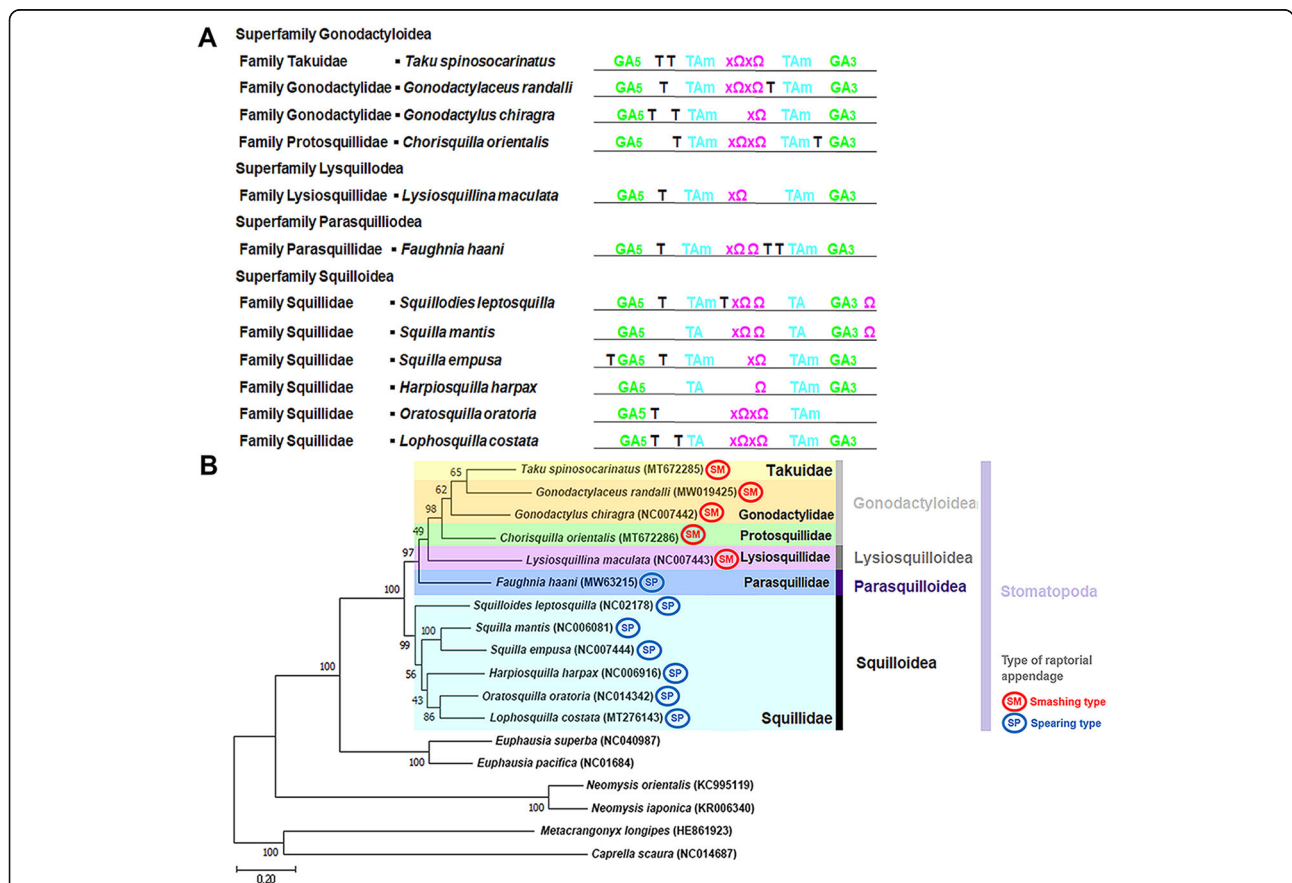 A
Superfamily Gonodactyloidea
Family Takuidae ▪ Taku spinosocarinatus GA5 T T TAm xΩxΩ TAm GA3
Family Gonodactylidae ▪ Gonodactylaceus randalli GA5 T TAm xΩxΩ T TAm GA3
Family Gonodactylidae ▪ Gonodactylus chiragra GA5 T T TAm xΩ TAm GA3
Family Protosquillidae ▪ Chorisquilla orientalis GA5 T TAm xΩxΩ TAm T GA3
Superfamily Lysquillodea
Family Lysiosquillidae ▪ Lysiosquillina maculata GA5 T TAm xΩ TAm GA3
Superfamily Parasquilliodea
Family Parasquillidae ▪ Faughnia haani GA5 T TAm xΩ Ω T T TAm GA3
Superfamily Squilloidea
Family Squillidae ▪ Squillodies leptosquilla GA5 T TAm T xΩ Ω TA GA3 Ω
Family Squillidae ▪ Squilla mantis GA5 TA xΩ Ω TA GA3 Ω
Family Squillidae ▪ Squilla empusa T GA5 T TAm xΩ TAm GA3
Family Squillidae ▪ Harpiosquilla harpax GA5 TA Ω TAm GA3
Family Squillidae ▪ Oratosquilla oratoria GA5 T xΩxΩ TAm
Family Squillidae ▪ Lophosquilla costata GA5 T T TA xΩxΩ TAm GA3
B
65 Taku spinosocarinatus (MT672285) SM Takuidae
62 Gonodactylaceus randalli (MW019425) SM
98 Gonodactylus chiragra (NC007442) SM Gonodactylidae
Gonodactyloidea
49 Chorisquilla orientalis (MT672286) SM Protosquillidae
97 Lysiosquillina maculata (NC007443) SM Lysiosquillidae Lysiosquilloidea
100 Faughnia haani (MW63215) SP Parasquillidae Parasquilloidea
Stomatopoda
Squilloides leptosquilla (NC02178) SP
100 Squilla mantis (NC006081) SP
99 Squilla empusa (NC007444) SP
Squilloidea
56 Harpiosquilla harpax (NC006916) SP
43 Oratosquilla oratoria (NC014342) SP
86 Lophosquilla costata (MT276143) SP Squillidae
Type of raptorial
appendage
SM Smashing type
SP Spearing type
100
Euphausia superba (NC040987)
100 Euphausia pacifica (NC01684)
Neomysis orientalis (KC995119)
100 Neomysis iaponica (KR006340)
Metacrangonyx longipes (HE861923)
100 Caprella scaura (NC014687)
0.20